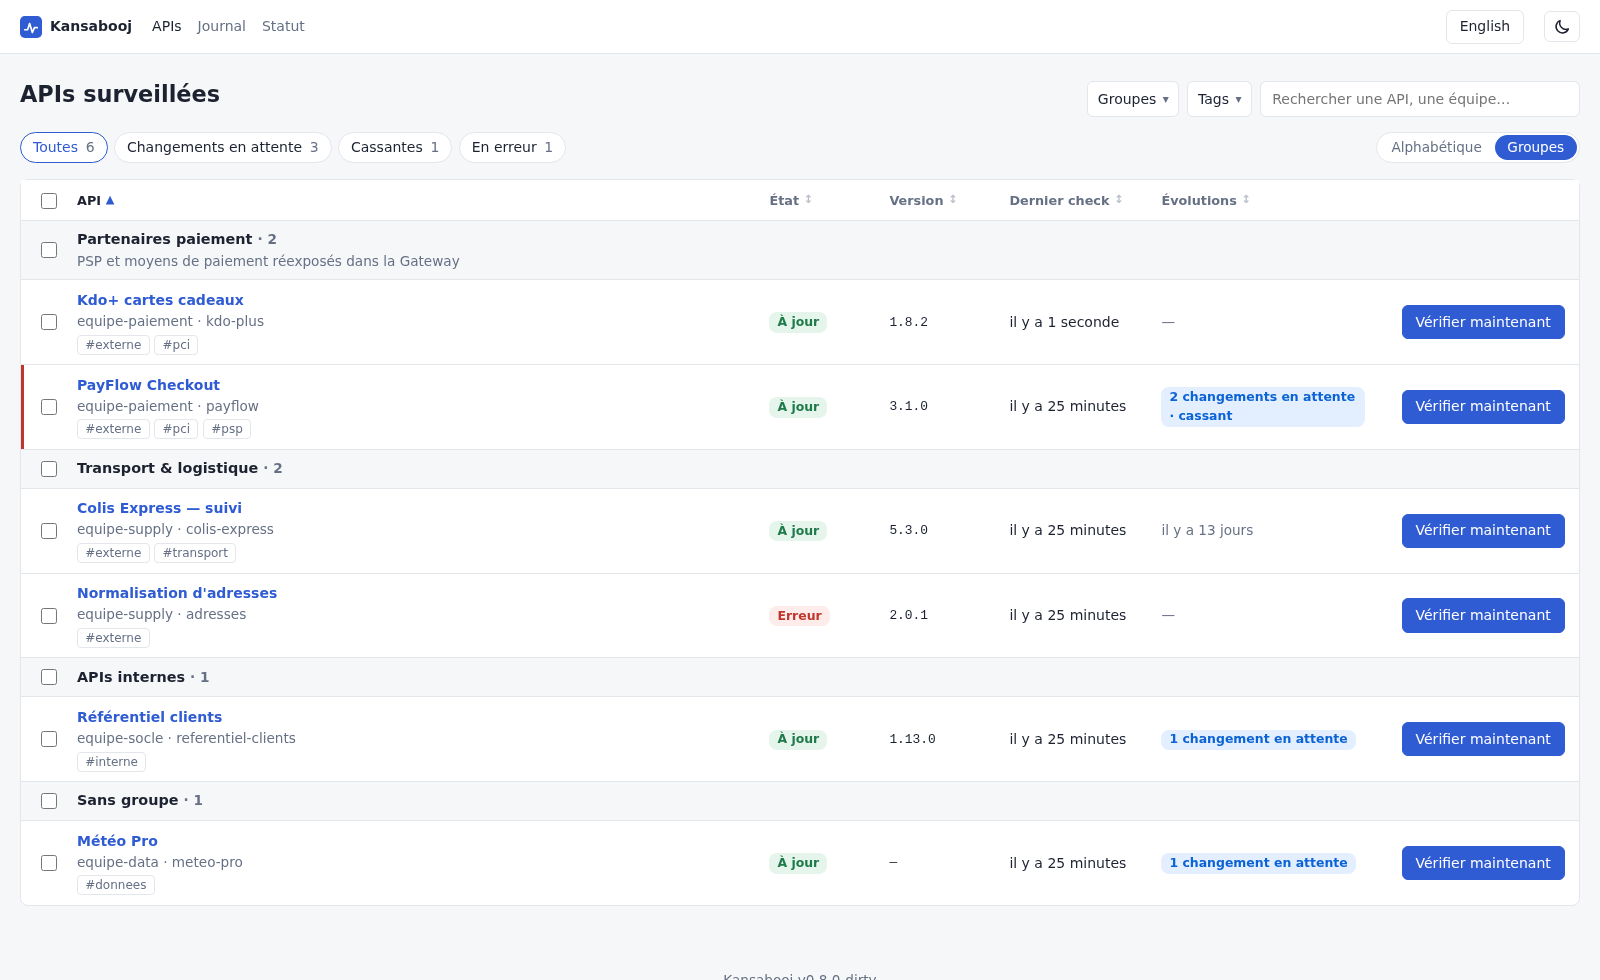 Kansabooj APIs Journal Statut English
APIs surveillées Groupes ▾ Tags ▾ Rechercher une API, une équipe…
Toutes 6 Changements en attente 3 Cassantes 1 En erreur 1 Alphabétique Groupes
API ▲ État ↕ Version ↕ Dernier check ↕ Évolutions ↕
Partenaires paiement · 2
PSP et moyens de paiement réexposés dans la Gateway
Kdo+ cartes cadeaux
equipe-paiement · kdo-plus
#externe #pci
À jour 1.8.2 il y a 1 seconde — Vérifier maintenant
PayFlow Checkout
equipe-paiement · payflow
#externe #pci #psp
À jour 3.1.0 il y a 25 minutes
2 changements en attente
· cassant
Vérifier maintenant
Transport & logistique · 2
Colis Express — suivi
equipe-supply · colis-express
#externe #transport
À jour 5.3.0 il y a 25 minutes il y a 13 jours Vérifier maintenant
Normalisation d'adresses
equipe-supply · adresses
#externe
Erreur 2.0.1 il y a 25 minutes — Vérifier maintenant
APIs internes · 1
Référentiel clients
equipe-socle · referentiel-clients
#interne
À jour 1.13.0 il y a 25 minutes 1 changement en attente Vérifier maintenant
Sans groupe · 1
Météo Pro
equipe-data · meteo-pro
#donnees
À jour — il y a 25 minutes 1 changement en attente Vérifier maintenant
Kansabooj v0.8.0-dirty